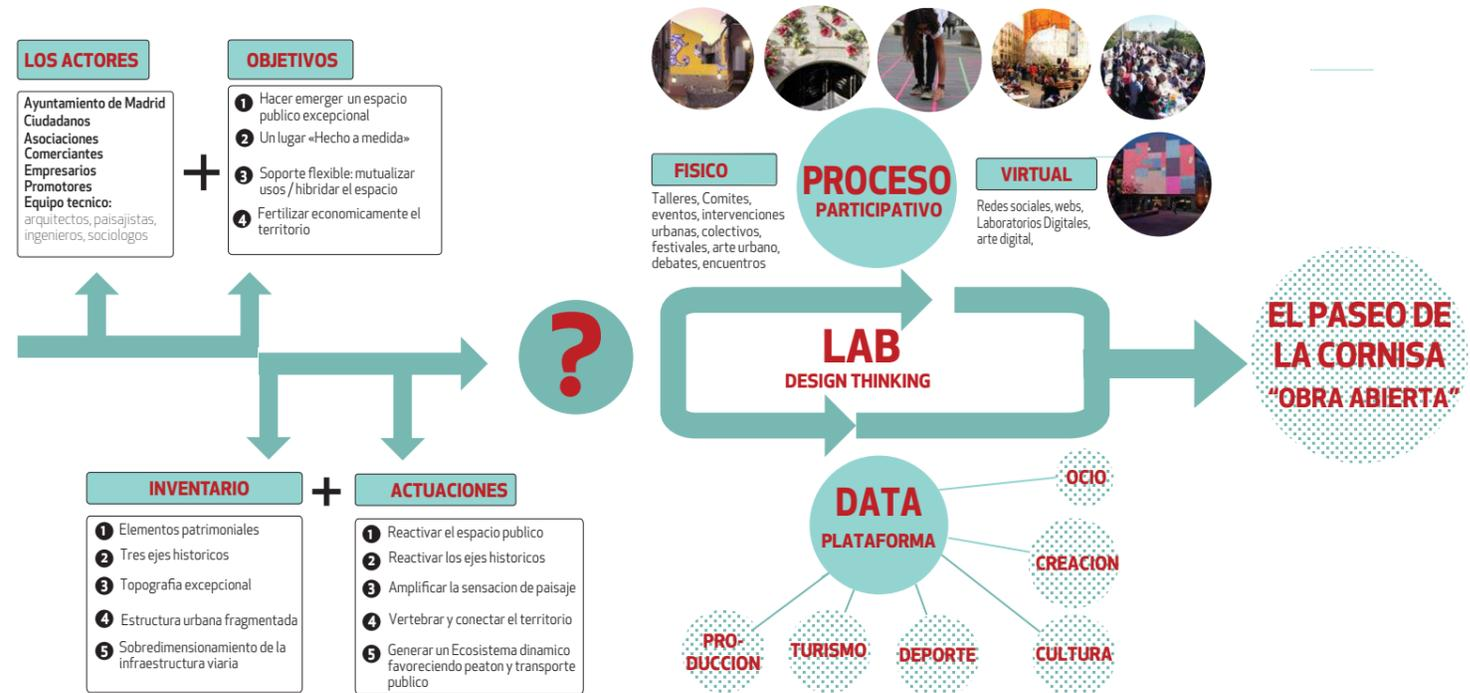 LOS ACTORES
Ayuntamiento de Madrid
Ciudadanos
Asociaciones
Comerciantes
Empresarios
Promotores
Equipo tecnico:
arquitectos, paisajistas,
ingenieros, sociologos
+
OBJETIVOS
1 Hacer emerger un espacio
publico excepcional
2 Un lugar «Hecho a medida»
3 Soporte flexible: mutualizar
usos / hibridar el espacio
4 Fertilizar economicamente el
territorio
INVENTARIO
1 Elementos patrimoniales
2 Tres ejes historicos
3 Topografia excepcional
4 Estructura urbana fragmentada
5 Sobredimensionamiento de la
infraestructura viaria
+
ACTUACIONES
1 Reactivar el espacio publico
2 Reactivar los ejes historicos
3 Amplificar la sensacion de paisaje
4 Vertebrar y conectar el territorio
5 Generar un Ecosistema dinamico
favoreciendo peaton y transporte
publico
?
FISICO
Talleres, Comites,
eventos, intervenciones
urbanas, colectivos,
festivales, arte urbano,
debates, encuentros
PROCESO
PARTICIPATIVO
VIRTUAL
Redes sociales, webs,
Laboratorios Digitales,
arte digital,
LAB
DESIGN THINKING
DATA
PLATAFORMA
OCIO
CREACION
CULTURA
DEPORTE
TURISMO
PRO-
DUCCION
EL PASEO DE
LA CORNISA
“OBRA ABIERTA”